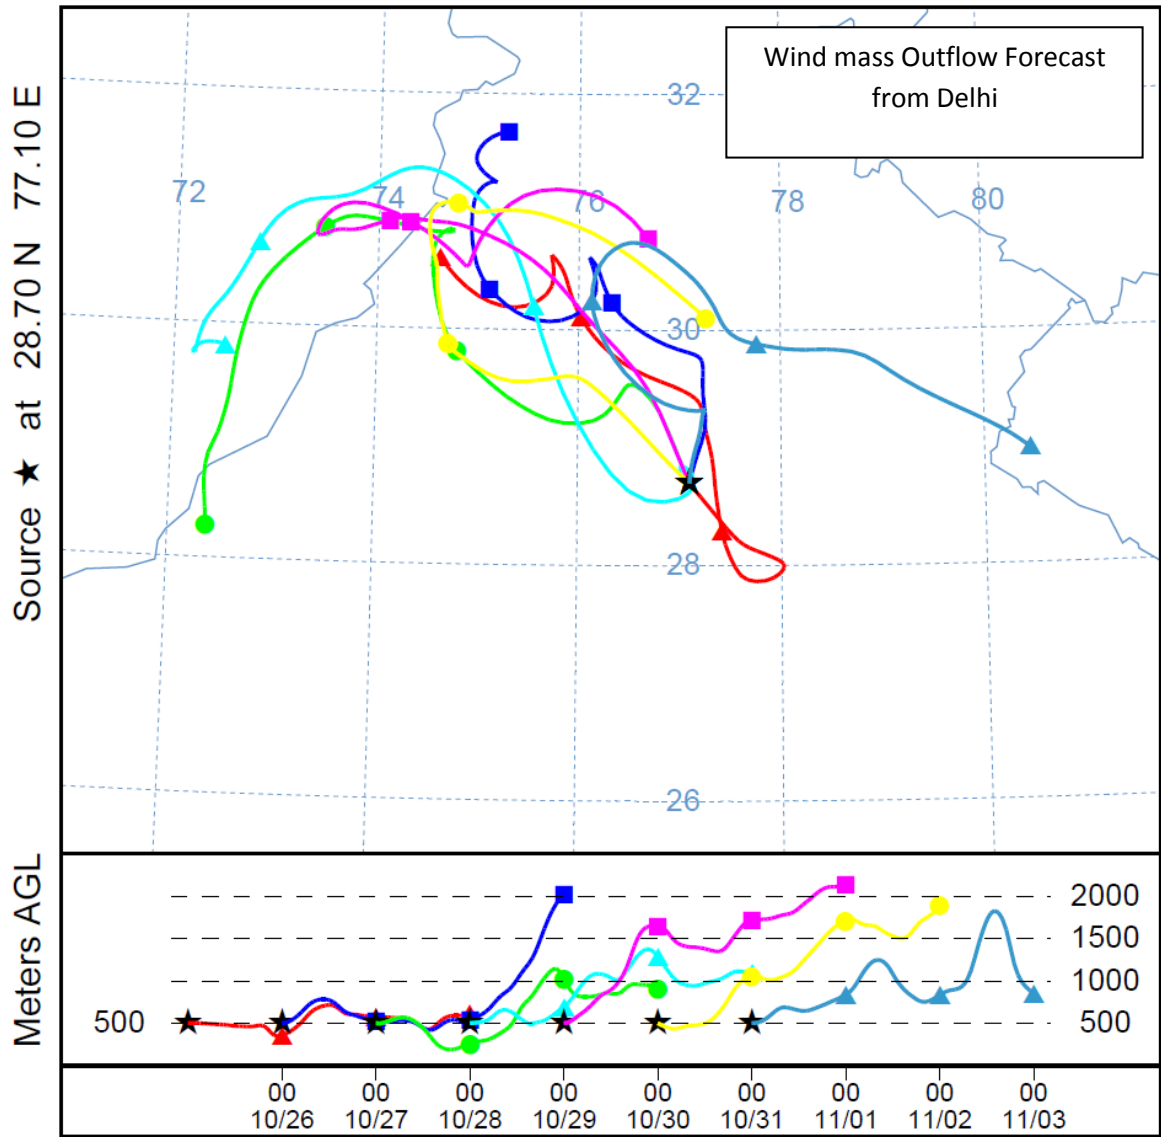 Wind mass Outflow Forecast
from Delhi
Source ★ at 28.70 N 77.10 E
32
72
74
76
78
80
30
28
26
Meters AGL
2000
1500
1000
500
500
00 00 00 00 00 00 00 00 00
10/26 10/27 10/28 10/29 10/30 10/31 11/01 11/02 11/03